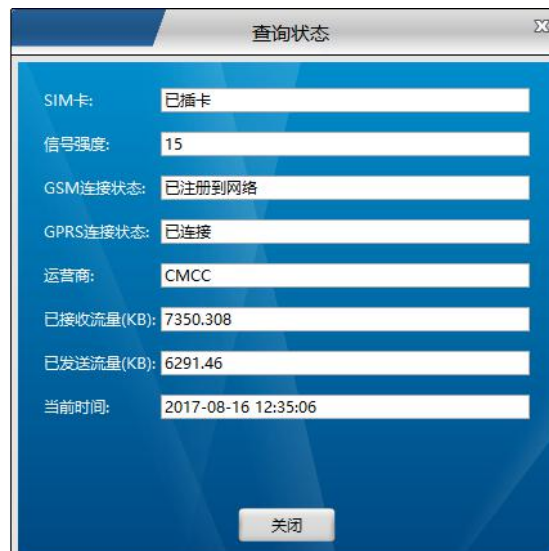 查询状态
SIM卡: 已插卡
信号强度: 15
GSM连接状态: 已注册到网络
GPRS连接状态: 已连接
运营商: CMCC
已接收流量(KB): 7350.308
已发送流量(KB): 6291.46
当前时间: 2017-08-16 12:35:06
关闭